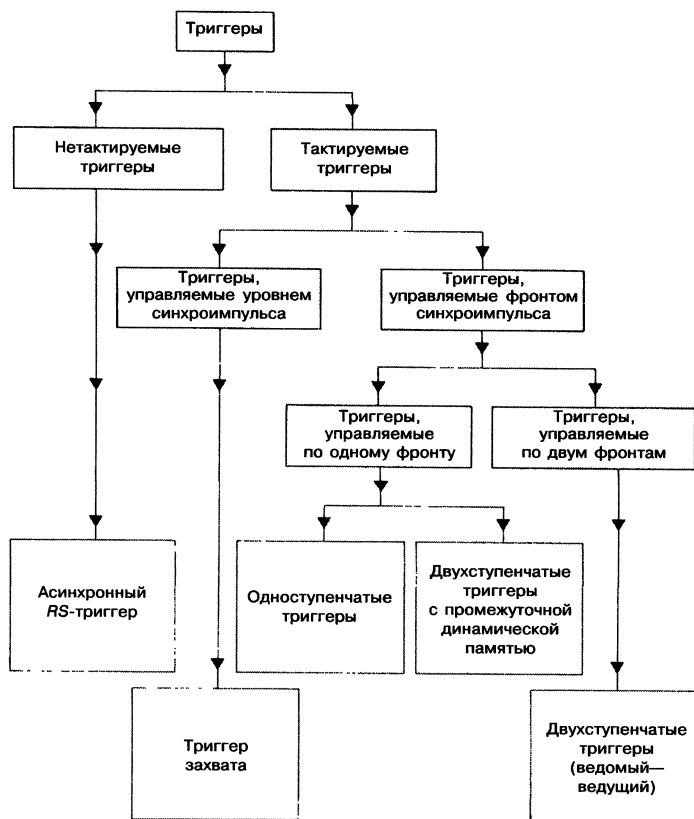 Триггеры
Нетактируемые
триггеры
Тактируемые
триггеры
Триггеры,
управляемые уровнем
синхроимпульса
Триггеры,
управляемые фронтом
синхроимпульса
Триггеры,
управляемые
по одному фронту
Триггеры,
управляемые
по двум фронтам
Асинхронный
RS-триггер
Одноступенчатые
триггеры
Двухступенчатые
триггеры
с промежуточной
динамической
памятью
Триггер
захвата
Двухступенчатые
триггеры
(ведомый—
ведущий)